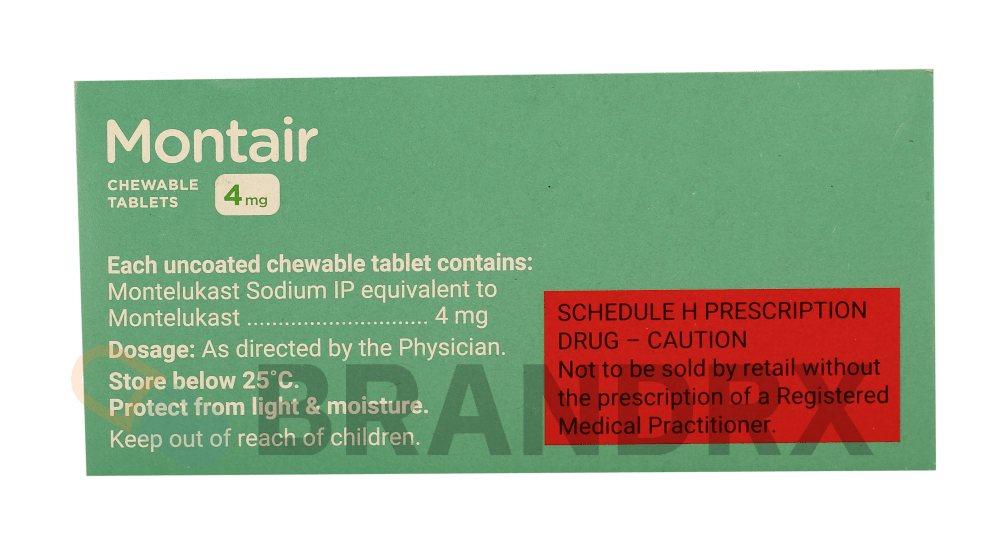 Montair
CHEWABLE
TABLETS
4 mg
Each uncoated chewable tablet contains:
Montelukast Sodium IP equivalent to
Montelukast ............................. 4 mg
Dosage: As directed by the Physician.
Store below 25°C.
Protect from light & moisture.
Keep out of reach of children.
SCHEDULE H PRESCRIPTION
DRUG – CAUTION
Not to be sold by retail without
the prescription of a Registered
Medical Practitioner.
BRANDRX